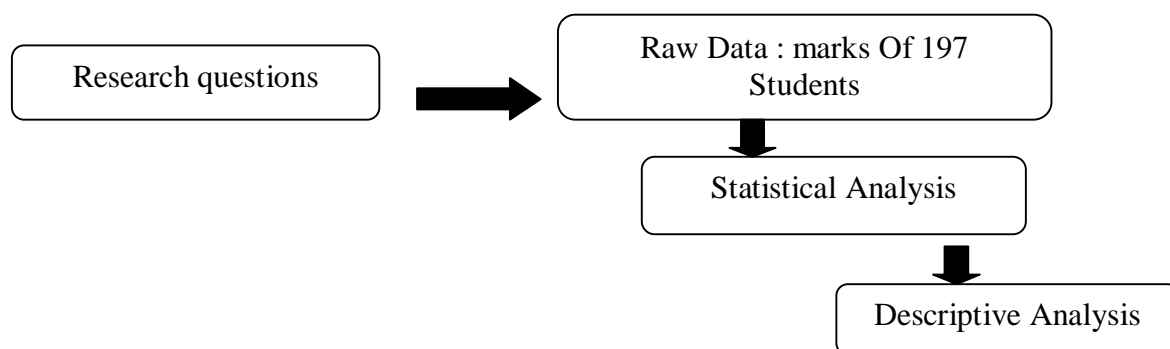 Research questions
Raw Data : marks Of 197
Students
Statistical Analysis
Descriptive Analysis